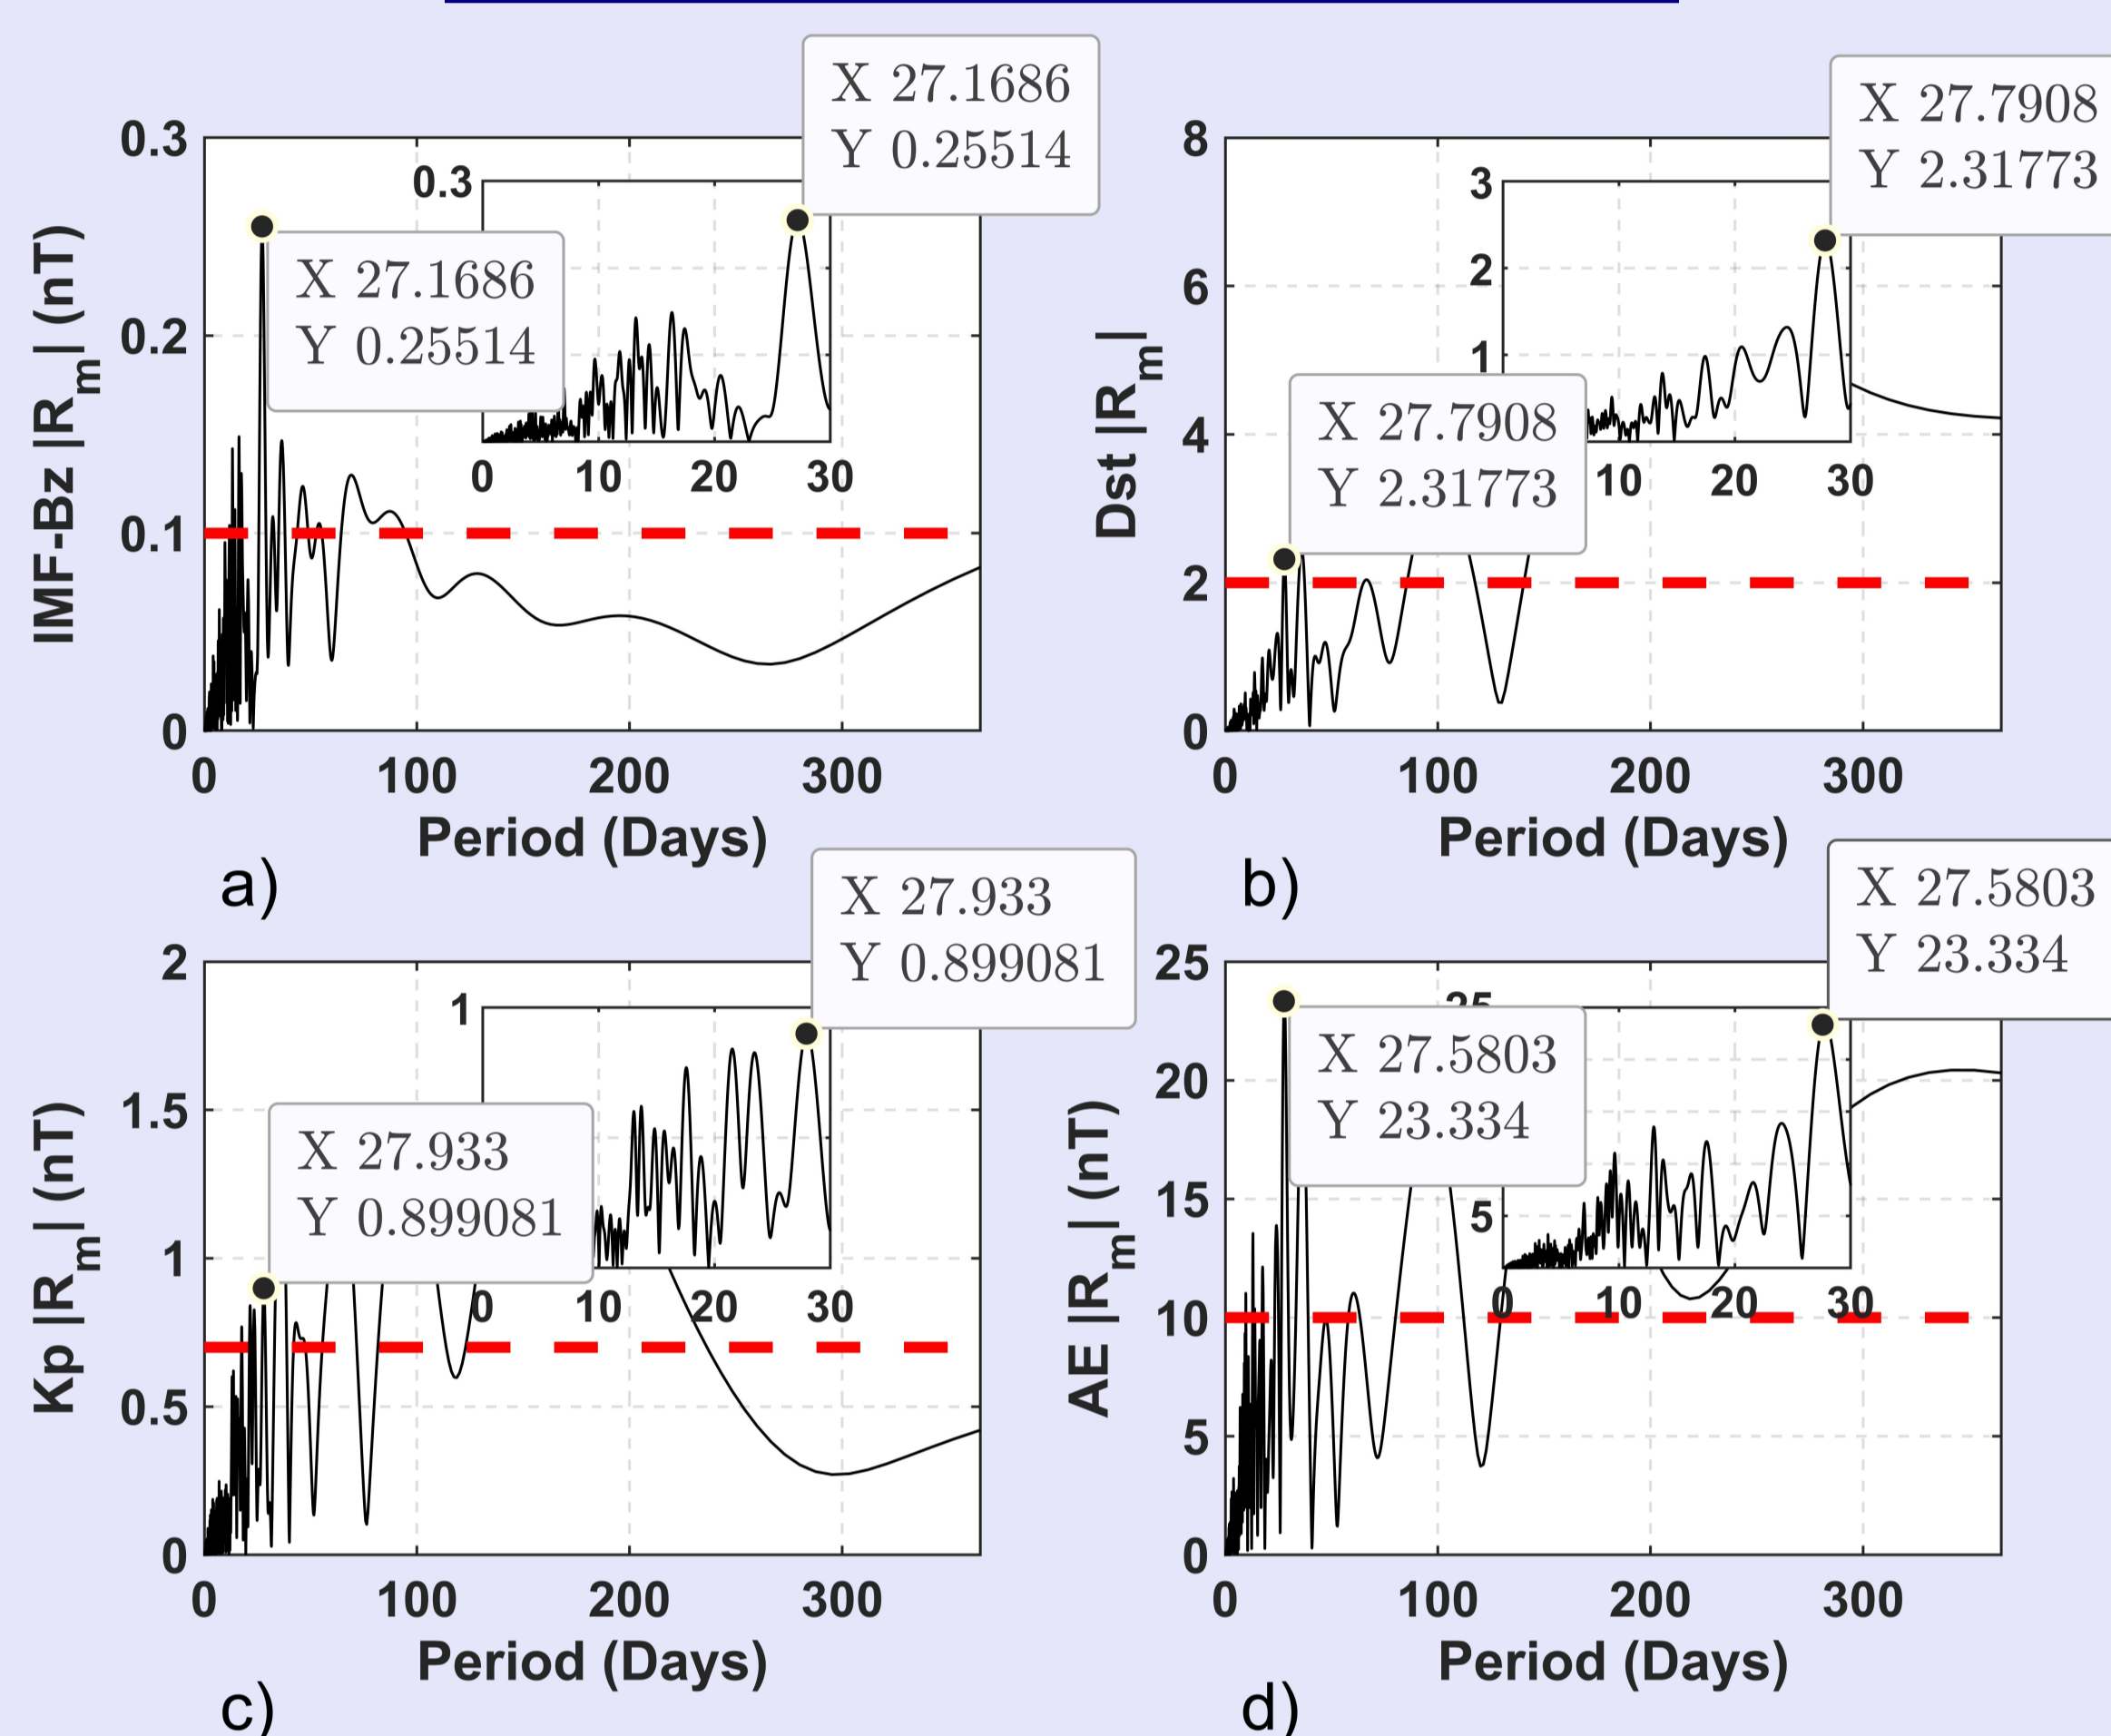 X 27.1686
Y 0.25514
0.3
0.2
0.1
0
IMF-Bz |Rm| (nT)
0.3
X 27.1686
Y 0.25514
0 10 20 30
0 100 200 300
Period (Days)
a)
X 27.7908
Y 2.31773
8
6
4
2
0
Dst |Rm|
3
2
1
X 27.7908
Y 2.31773
10 20 30
0 100 200 300
Period (Days)
b)
X 27.933
Y 0.899081
2
1.5
1
0.5
0
Kp |Rm| (nT)
1
X 27.933
Y 0.899081
0 10 20 30
0 100 200 300
Period (Days)
c)
X 27.5803
Y 23.334
25
20
15
10
5
0
AE |Rm| (nT)
X 27.5803
Y 23.334
5
0 10 20 30
0 100 200 300
Period (Days)
d)